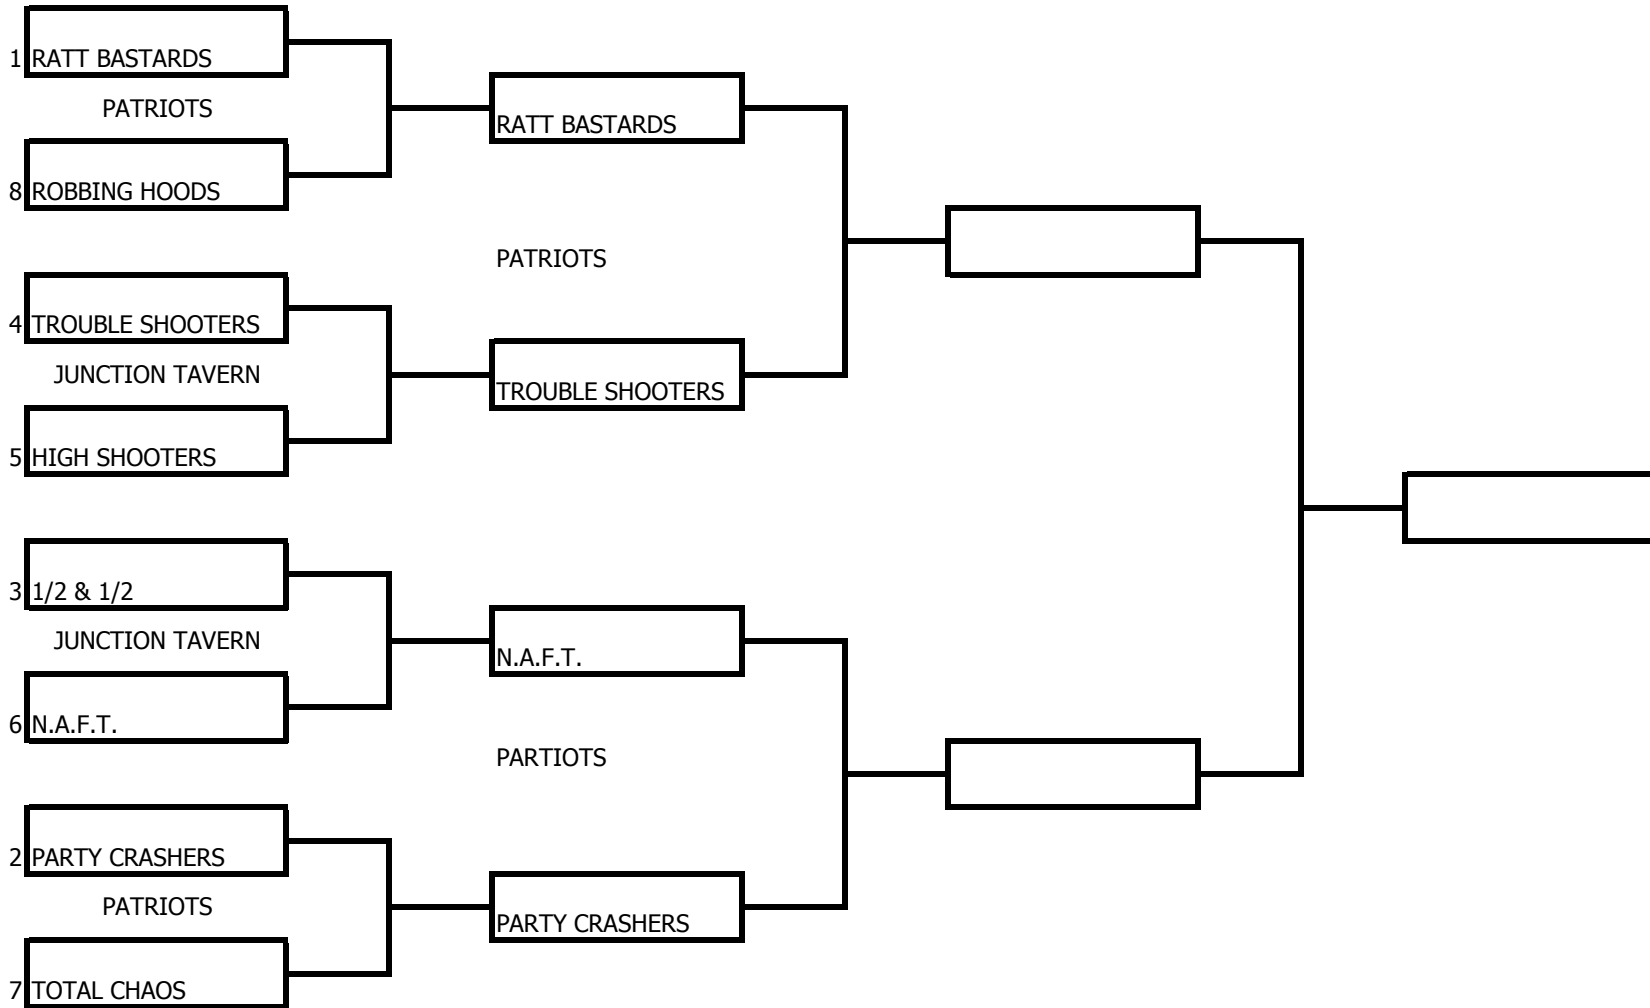 1 RATT BASTARDS
PATRIOTS
RATT BASTARDS
8 ROBBING HOODS
PATRIOTS
4 TROUBLE SHOOTERS
JUNCTION TAVERN
TROUBLE SHOOTERS
5 HIGH SHOOTERS
3 1/2 & 1/2
JUNCTION TAVERN
N.A.F.T.
6 N.A.F.T.
PARTIOTS
2 PARTY CRASHERS
PATRIOTS
PARTY CRASHERS
7 TOTAL CHAOS